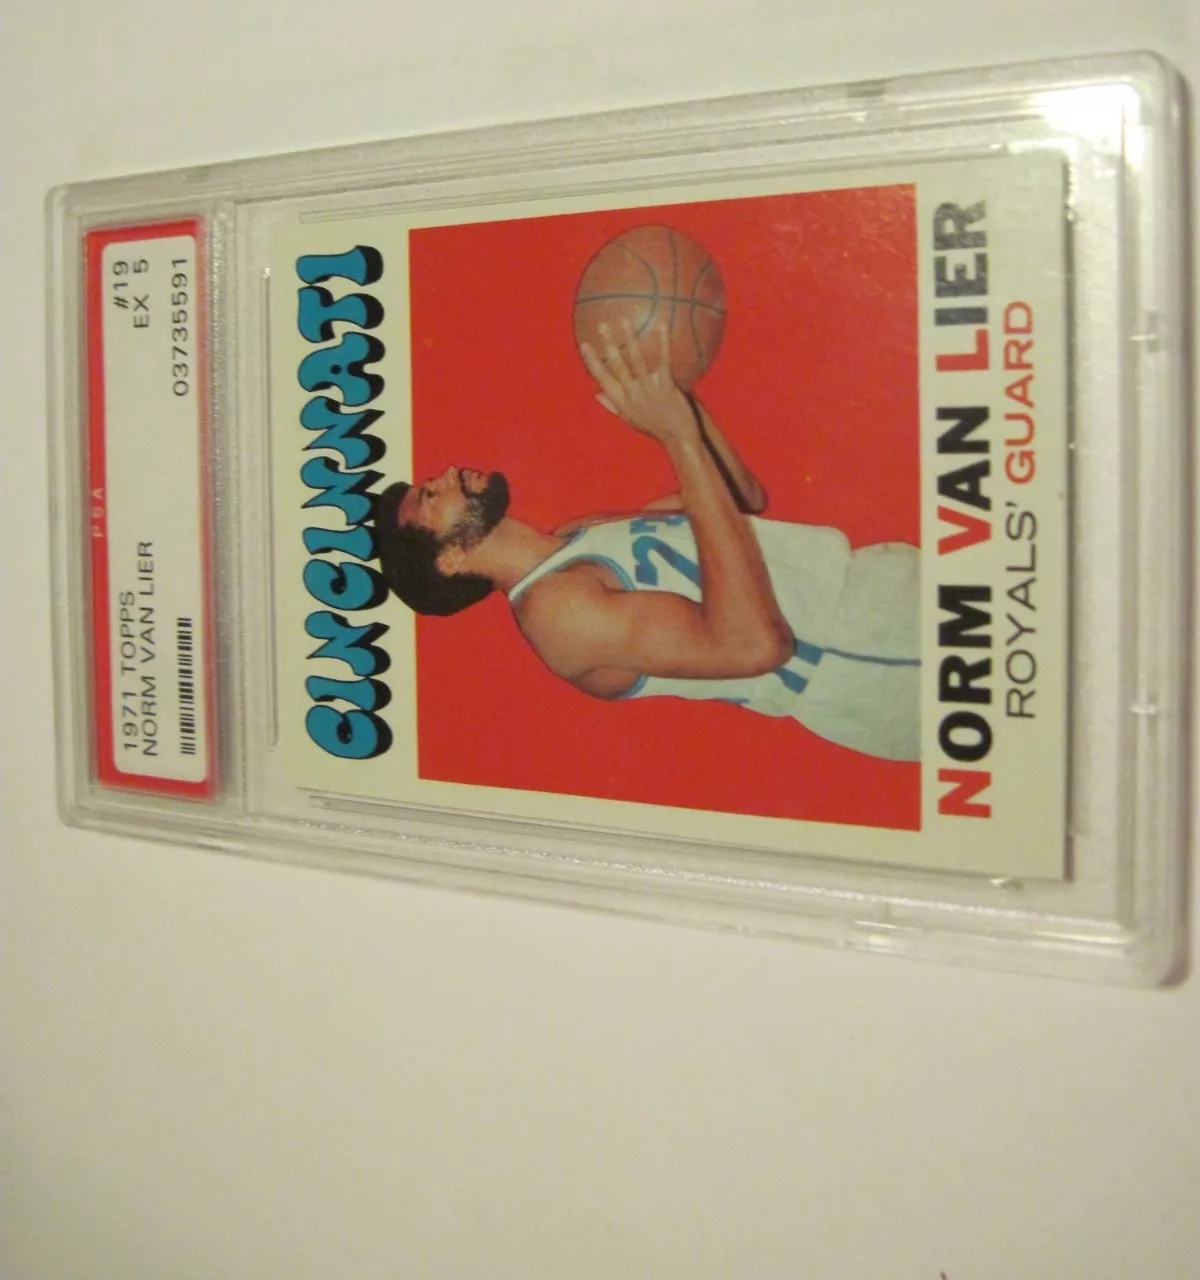 PSA
1971 TOPPS #19
NORM VAN LIER EX 5
03735591
CINCINNATI
NORM VAN LIER
ROYALS' GUARD